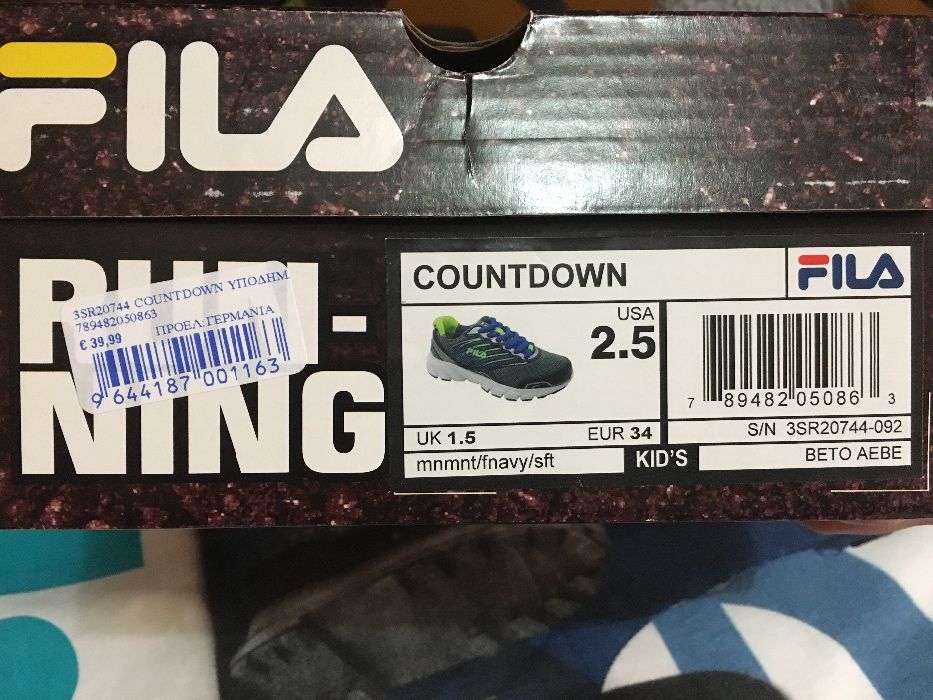 FILA
RUN-
NING
3SR20744 COUNTDOWN ΥΠΟΔΗΜ
789482050863
€ 39,99
ΠΡΟΕΛ:ΓΕΡΜΑΝΙΑ
9 644187 001163
COUNTDOWN
FILA
FILA
USA
2.5
UK 1.5
EUR 34
mnmnt/fnavy/sft
KID'S
7 89482 05086 3
S/N 3SR20744-092
BETO AEBE